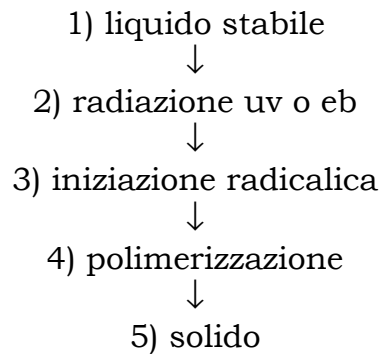 1) liquido stabile
↓
2) radiazione uv o eb
↓
3) iniziazione radicalica
↓
4) polimerizzazione
↓
5) solido